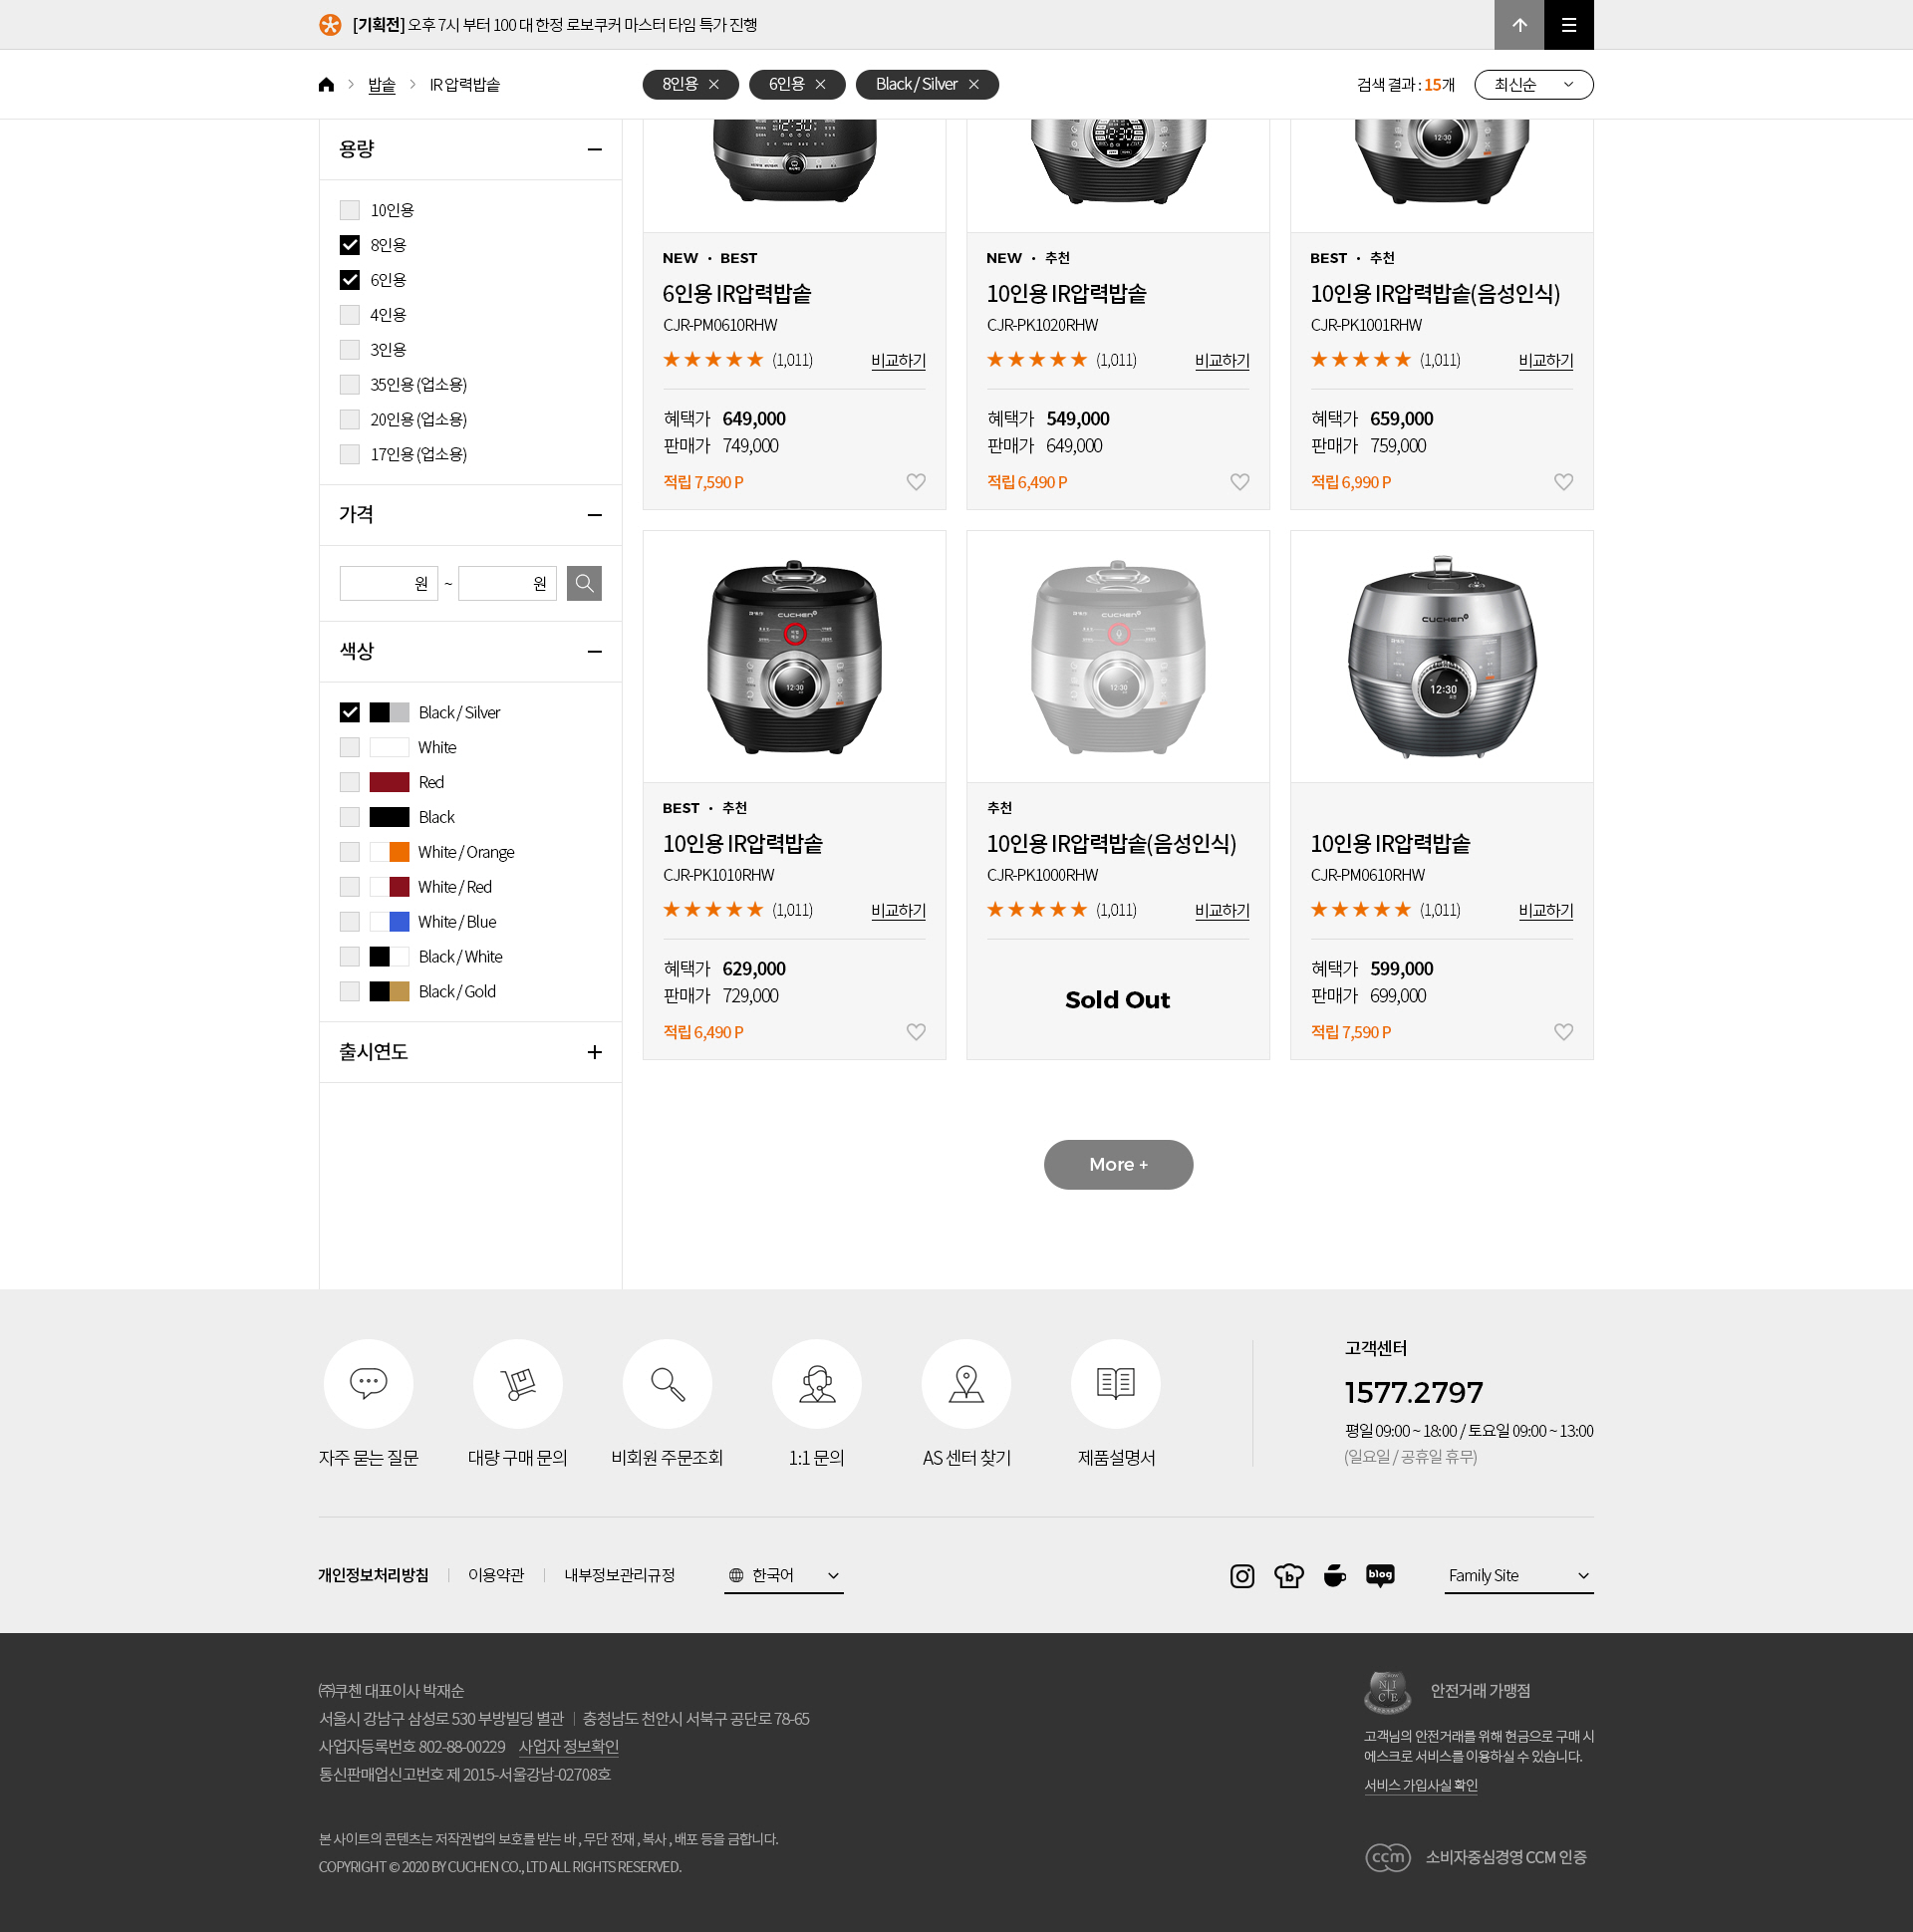 [기획전] 오후 7시 부터 100 대 한정 로보쿠커 마스터 타임 특가 진행
밥솥
IR 압력밥솥
8인용
6인용
Black / Silver
검색 결과 : 15개
최신순
용량
10인용
8인용
6인용
4인용
3인용
35인용 (업소용)
20인용 (업소용)
17인용 (업소용)
가격
원 ~ 원
색상
Black / Silver
White
Red
Black
White / Orange
White / Red
White / Blue
Black / White
Black / Gold
출시연도
NEW · BEST
6인용 IR압력밥솥
CJR-PM0610RHW
(1,011)
비교하기
혜택가 649,000
판매가 749,000
적립 7,590 P
NEW · 추천
10인용 IR압력밥솥
CJR-PK1020RHW
(1,011)
비교하기
혜택가 549,000
판매가 649,000
적립 6,490 P
BEST · 추천
10인용 IR압력밥솥(음성인식)
CJR-PK1001RHW
(1,011)
비교하기
혜택가 659,000
판매가 759,000
적립 6,990 P
CUCHEN
12:30
BEST · 추천
10인용 IR압력밥솥
CJR-PK1010RHW
(1,011)
비교하기
혜택가 629,000
판매가 729,000
적립 6,490 P
CUCHEN
12:30
추천
10인용 IR압력밥솥(음성인식)
CJR-PK1000RHW
(1,011)
비교하기
Sold Out
CUCHEN
12:30
10인용 IR압력밥솥
CJR-PM0610RHW
(1,011)
비교하기
혜택가 599,000
판매가 699,000
적립 7,590 P
More +
자주 묻는 질문
대량 구매 문의
비회원 주문조회
1:1 문의
AS 센터 찾기
제품설명서
고객센터
1577.2797
평일 09:00 ~ 18:00 / 토요일 09:00 ~ 13:00
(일요일 / 공휴일 휴무)
개인정보처리방침
이용약관
내부정보관리규정
한국어
b
blog
Family Site
㈜쿠첸 대표이사 박재순
서울시 강남구 삼성로 530 부방빌딩 별관 | 충청남도 천안시 서북구 공단로 78-65
사업자등록번호 802-88-00229 사업자 정보확인
통신판매업신고번호 제 2015-서울강남-02708호
본 사이트의 콘텐츠는 저작권법의 보호를 받는 바 , 무단 전재 , 복사 , 배포 등을 금합니다.
COPYRIGHT © 2020 BY CUCHEN CO., LTD ALL RIGHTS RESERVED.
NICE
안전거래 가맹점
고객님의 안전거래를 위해 현금으로 구매 시
에스크로 서비스를 이용하실 수 있습니다.
서비스 가입사실 확인
ccm
소비자중심경영 CCM 인증